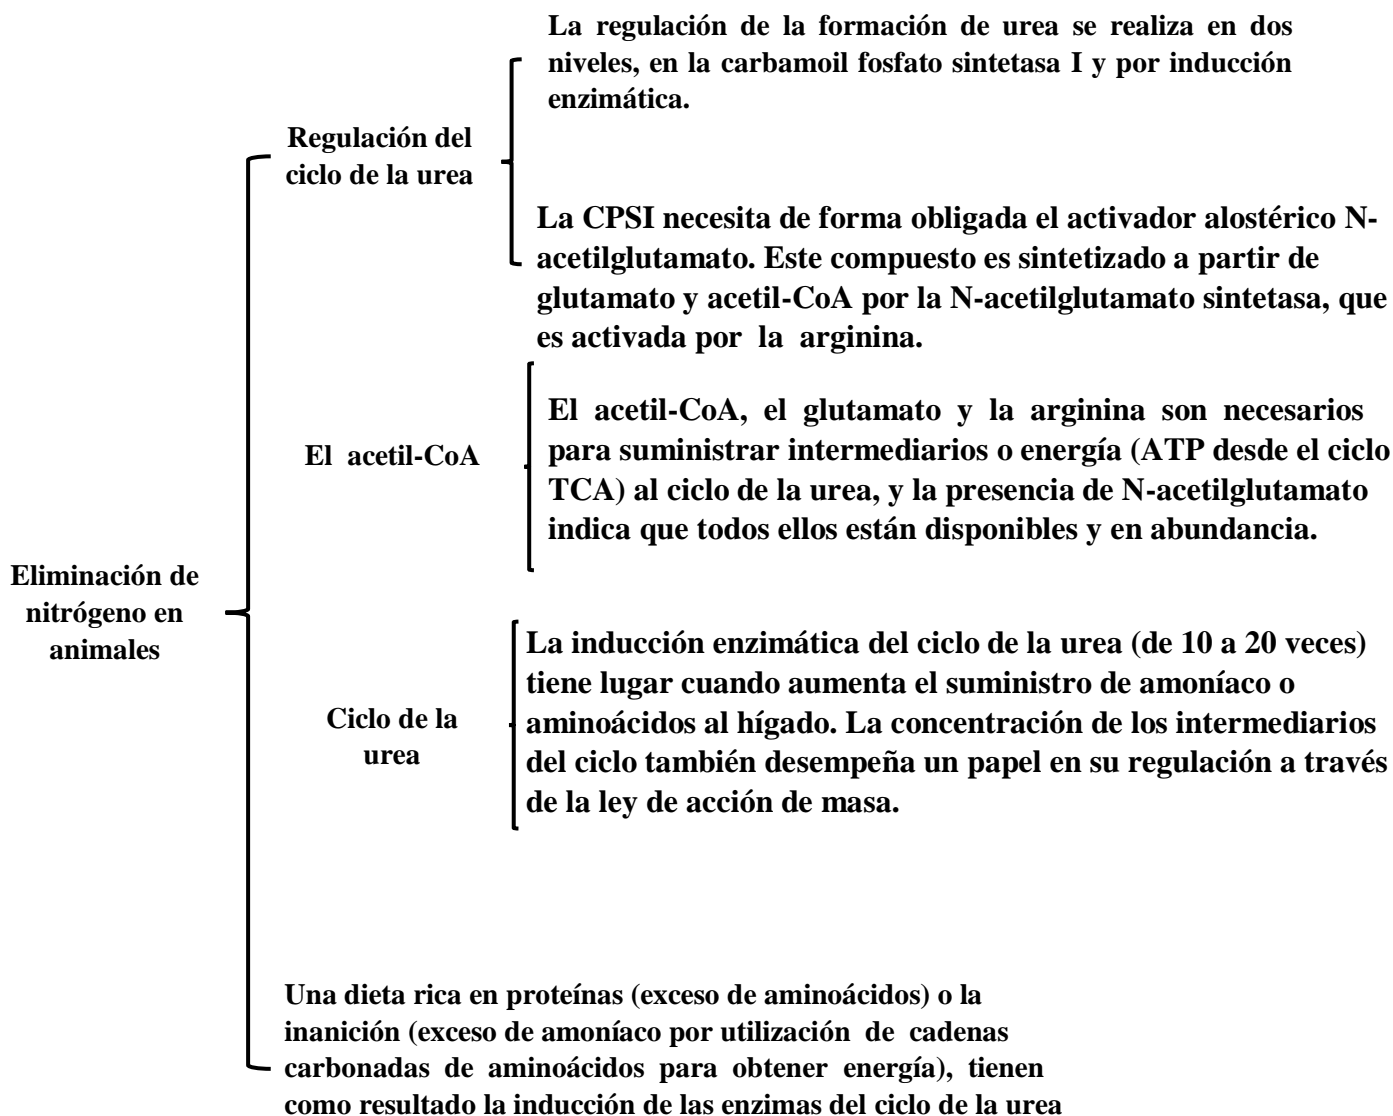 La regulación de la formación de urea se realiza en dos
niveles, en la carbamoil fosfato sintetasa I y por inducción
enzimática.
Regulación del
ciclo de la urea
La CPSI necesita de forma obligada el activador alostérico N-
acetilglutamato. Este compuesto es sintetizado a partir de
glutamato y acetil-CoA por la N-acetilglutamato sintetasa, que
es activada por la arginina.
El acetil-CoA
El acetil-CoA, el glutamato y la arginina son necesarios
para suministrar intermediarios o energía (ATP desde el ciclo
TCA) al ciclo de la urea, y la presencia de N-acetilglutamato
indica que todos ellos están disponibles y en abundancia.
Eliminación de
nitrógeno en
animales
Ciclo de la
urea
La inducción enzimática del ciclo de la urea (de 10 a 20 veces)
tiene lugar cuando aumenta el suministro de amoníaco o
aminoácidos al hígado. La concentración de los intermediarios
del ciclo también desempeña un papel en su regulación a través
de la ley de acción de masa.
Una dieta rica en proteínas (exceso de aminoácidos) o la
inanición (exceso de amoníaco por utilización de cadenas
carbonadas de aminoácidos para obtener energía), tienen
como resultado la inducción de las enzimas del ciclo de la urea